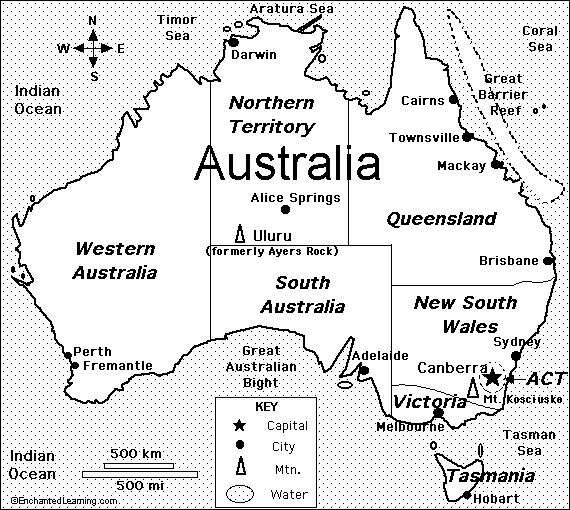 Aratura Sea
Timor
Sea
N
W
E
S
Darwin
Coral
Sea
Indian
Ocean
Great
Barrier
Reef
Cairns
Northern
Territory
Townsville
Australia
Mackay
Alice Springs
Queensland
Uluru
(formerly Ayers Rock)
Western
Australia
Brisbane
South
Australia
New South
Wales
Sydney
Perth
Fremantle
Great
Australian
Bight
Adelaide
Canberra
ACT
Mt. Kosciusko
Victoria
Melbourne
KEY
Capital
City
Mtn.
Water
Tasman
Sea
Indian
Ocean
500 km
500 mi
Tasmania
Hobart
©EnchantedLearning.com